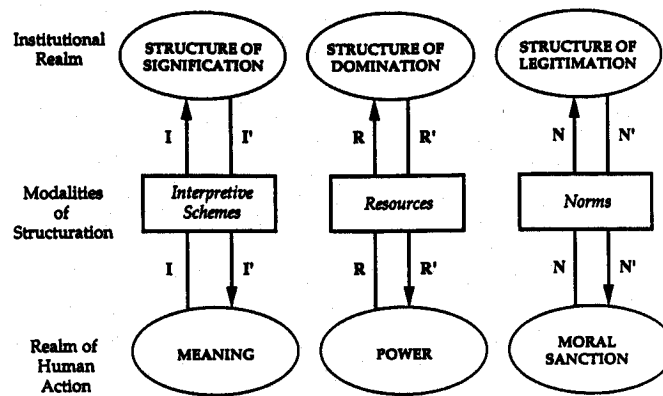 Institutional
Realm
STRUCTURE OF
SIGNIFICATION
STRUCTURE OF
DOMINATION
STRUCTURE OF
LEGITIMATION
I
I'
R
R'
N
N'
Modalities
of
Structuration
Interpretive
Schemes
Resources
Norms
I
I'
R
R'
N
N'
Realm of
Human
Action
MEANING
POWER
MORAL
SANCTION